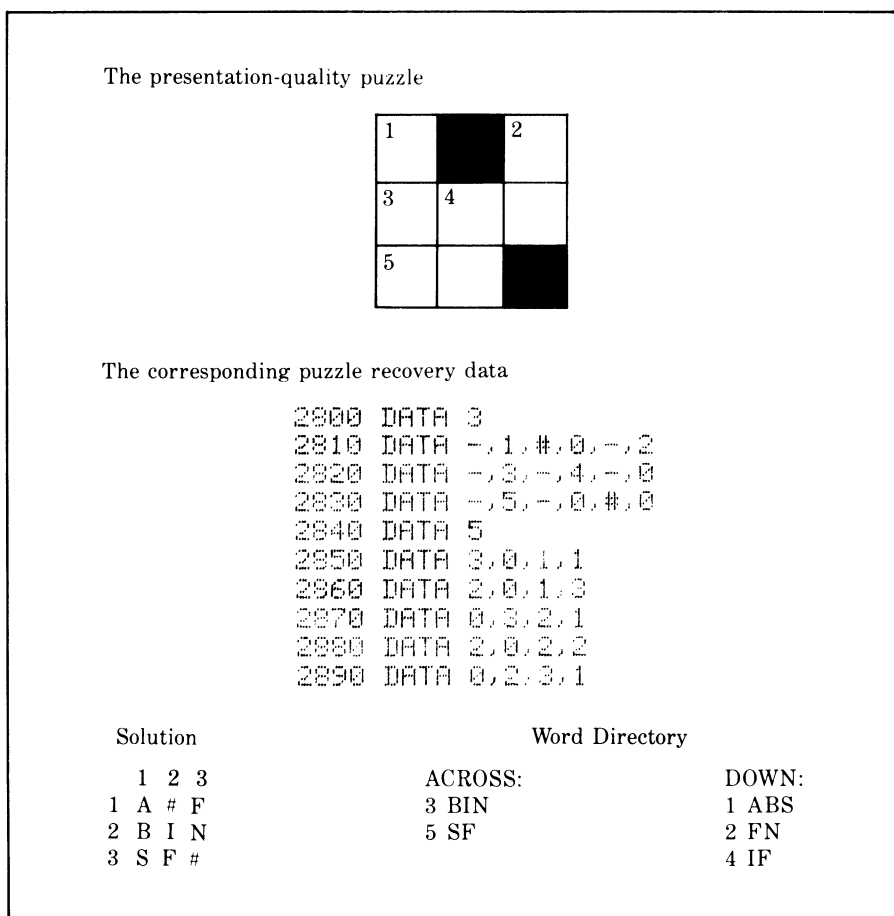 The presentation-quality puzzle
1 2
3 4
5
The corresponding puzzle recovery data
2800 DATA 3
2810 DATA -,1,#,0,-,2
2820 DATA -,3,-,4,-,0
2830 DATA -,5,-,0,#,0
2840 DATA 5
2850 DATA 3,0,1,1
2860 DATA 2,0,1,3
2870 DATA 0,3,2,1
2880 DATA 2,0,2,2
2890 DATA 0,2,3,1
Solution Word Directory
1 2 3 ACROSS: DOWN:
1 A # F 3 BIN 1 ABS
2 B I N 5 SF 2 FN
3 S F # 4 IF